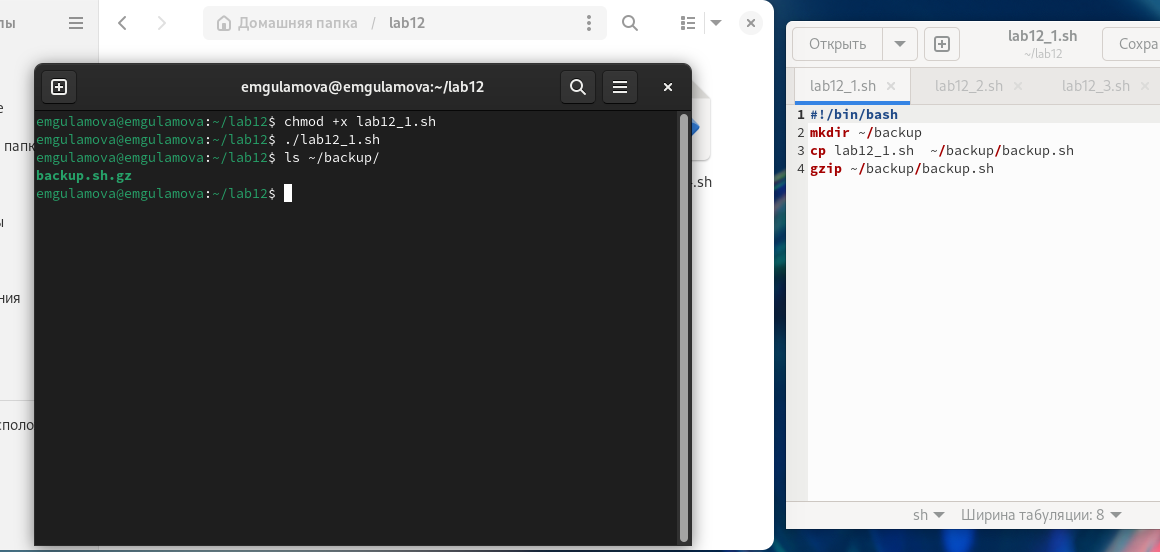 Домашняя папка / lab12
.sh
emgulamova@emgulamova:~/lab12
emgulamova@emgulamova:~/lab12$ chmod +x lab12_1.sh
emgulamova@emgulamova:~/lab12$ ./lab12_1.sh
emgulamova@emgulamova:~/lab12$ ls ~/backup/
backup.sh.gz
emgulamova@emgulamova:~/lab12$
Открыть
lab12_1.sh
~/lab12
Сохра
lab12_1.sh
lab12_2.sh
lab12_3.sh
1 #!/bin/bash
2 mkdir ~/backup
3 cp lab12_1.sh  ~/backup/backup.sh
4 gzip ~/backup/backup.sh
sh
Ширина табуляции: 8